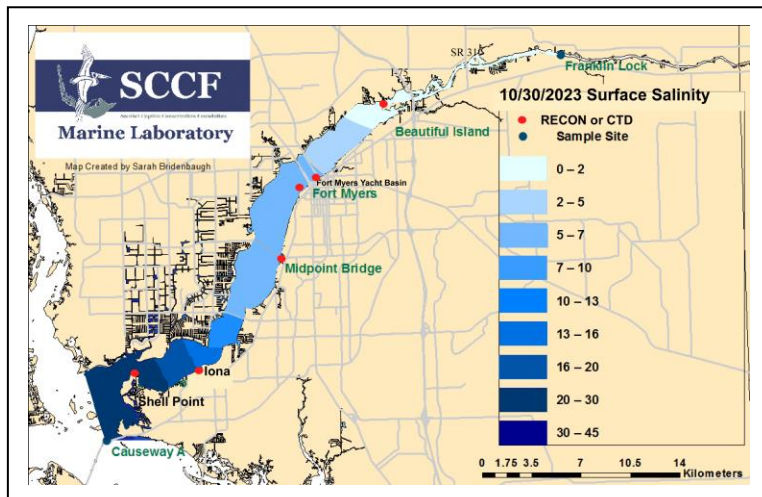 SCCF
Marine Laboratory
Map Created by Sarah Bridenbaugh
SR 31
I-75
Franklin Lock
Beautiful Island
Fort Myers Yacht Basin
Fort Myers
Midpoint Bridge
Iona
Shell Point
Causeway A
10/30/2023 Surface Salinity
RECON or CTD
Sample Site
0 – 2
2 – 5
5 – 7
7 – 10
10 – 13
13 – 16
16 – 20
20 – 30
30 – 45
0 1.75 3.5 7 10.5 14
Kilometers